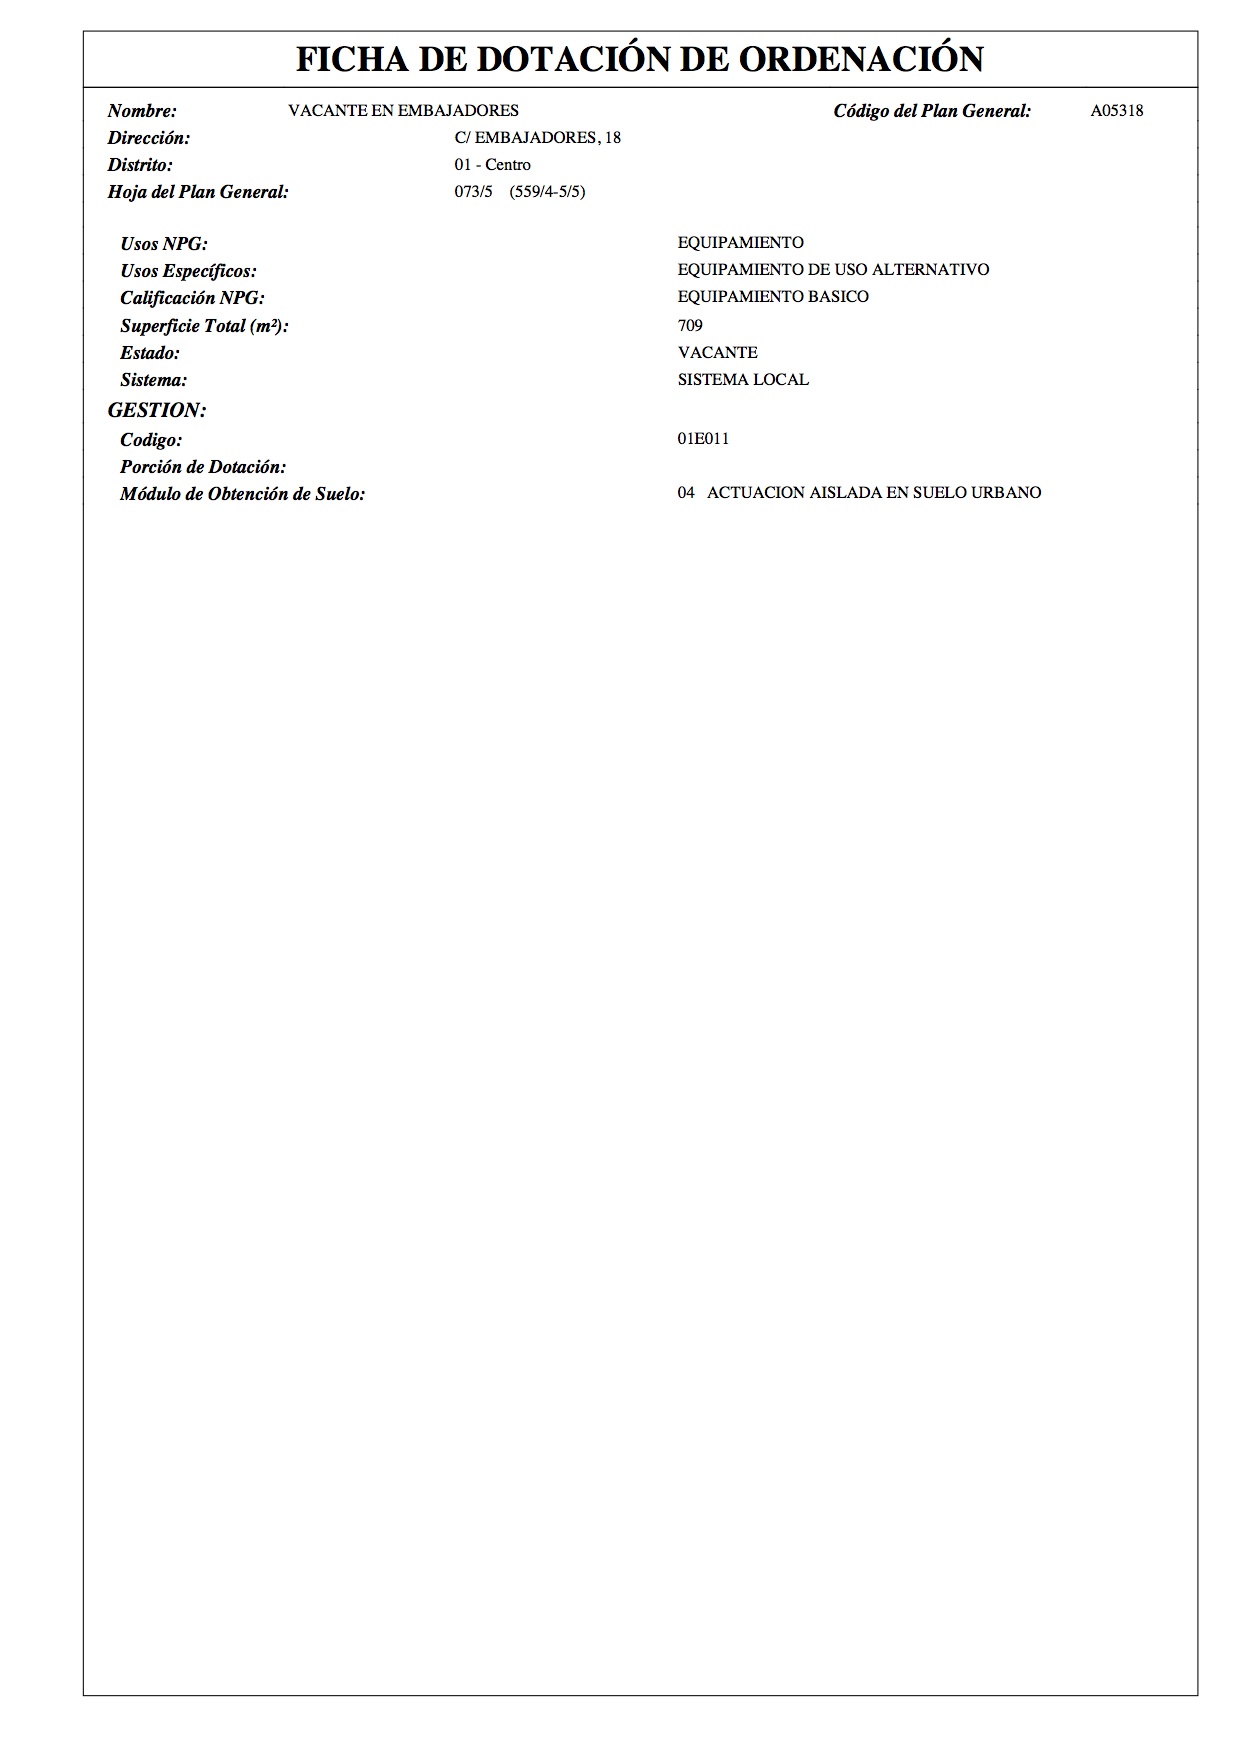 FICHA DE DOTACIÓN DE ORDENACIÓN
Nombre: VACANTE EN EMBAJADORES Código del Plan General: A05318
Dirección: C/ EMBAJADORES, 18
Distrito: 01 - Centro
Hoja del Plan General: 073/5 (559/4-5/5)
Usos NPG: EQUIPAMIENTO
Usos Específicos: EQUIPAMIENTO DE USO ALTERNATIVO
Calificación NPG: EQUIPAMIENTO BASICO
Superficie Total (m²): 709
Estado: VACANTE
Sistema: SISTEMA LOCAL
GESTION:
Codigo: 01E011
Porción de Dotación:
Módulo de Obtención de Suelo: 04 ACTUACION AISLADA EN SUELO URBANO